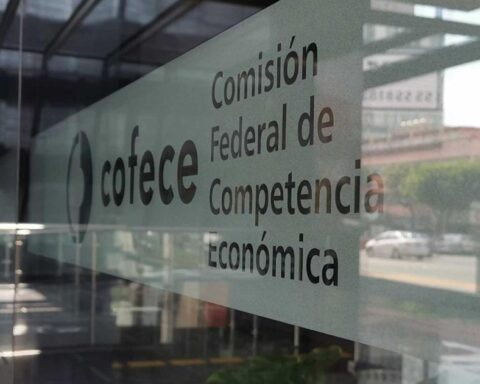 cofece
Comisión
Federal de
Competencia
Económica